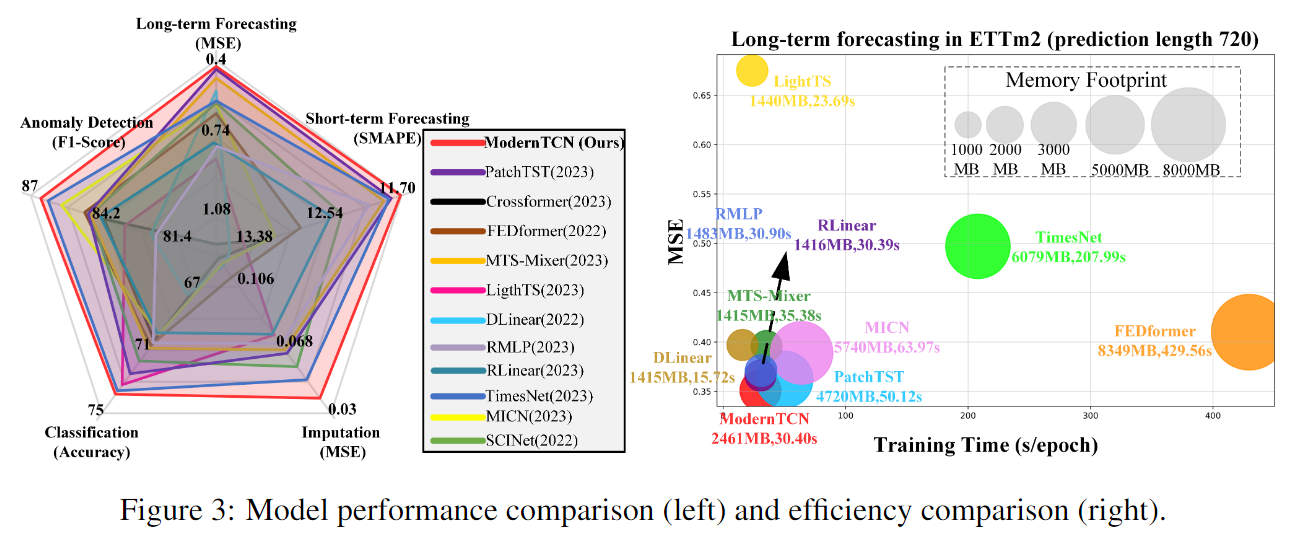 Long-term Forecasting
(MSE)
0.4
Anomaly Detection
(F1-Score)
0.74
Short-term Forecasting
(SMAPE)
87
84.2
81.4
1.08
13.38
12.54
11.70
67
0.106
71
0.068
75
0.03
Classification
(Accuracy)
Imputation
(MSE)
ModernTCN (Ours)
PatchTST(2023)
Crossformer(2023)
FEDformer(2022)
MTS-Mixer(2023)
LigthTS(2023)
DLinear(2022)
RMLP(2023)
RLinear(2023)
TimesNet(2023)
MICN(2023)
SCINet(2022)
Long-term forecasting in ETTm2 (prediction length 720)
MSE
0.65
0.60
0.55
0.50
0.45
0.40
0.35
LightTS
1440MB,23.69s
Memory Footprint
1000
MB
2000
MB
3000
MB
5000MB
8000MB
RMLP
1483MB,30.90s
RLinear
1416MB,30.39s
TimesNet
6079MB,207.99s
MTS-Mixer
1415MB,35.38s
MICN
5740MB,63.97s
FEDformer
8349MB,429.56s
DLinear
1415MB,15.72s
PatchTST
4720MB,50.12s
ModernTCN
2461MB,30.40s
100
200
300
400
Training Time (s/epoch)
Figure 3: Model performance comparison (left) and efficiency comparison (right).